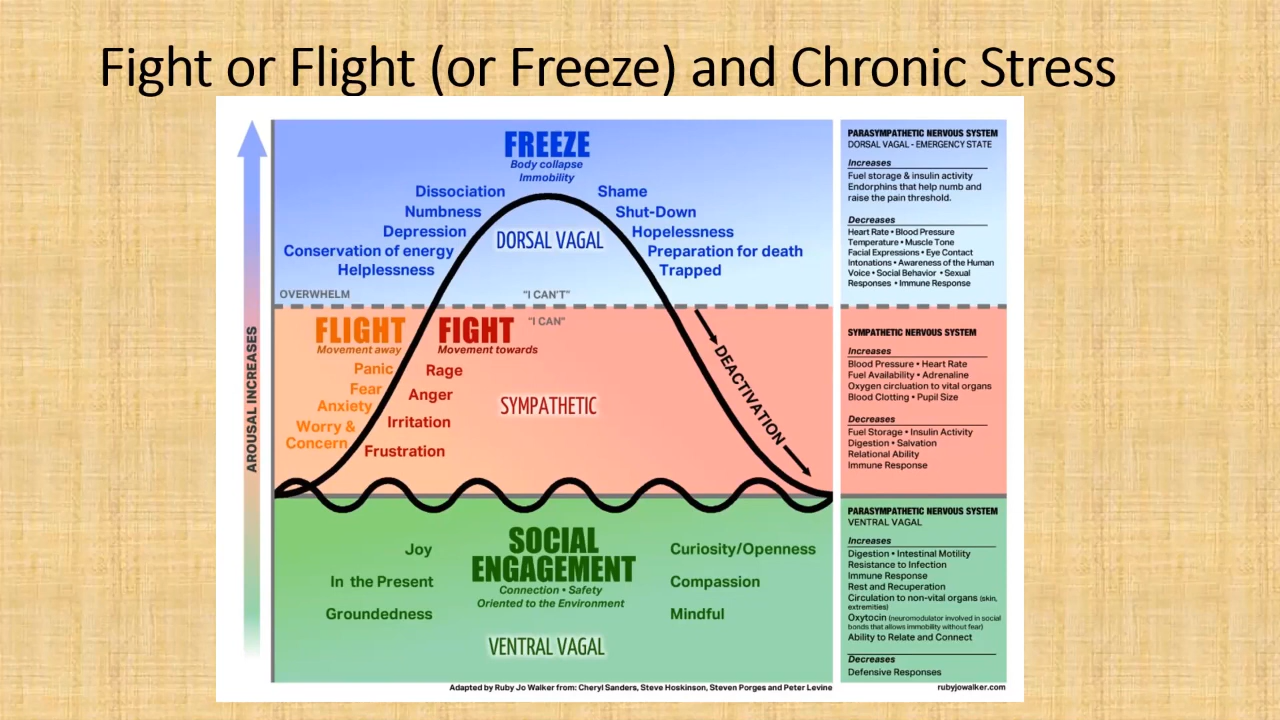 Fight or Flight (or Freeze) and Chronic Stress
FREEZE
Body collapse
Immobility
Dissociation
Shame
Numbness
Shut-Down
Depression
DORSAL VAGAL
Hopelessness
Conservation of energy
Preparation for death
Helplessness
Trapped
OVERWHELM
"I CAN'T"
"I CAN"
FLIGHT
Movement away
Panic
Fear
Anxiety
Worry &
Concern
FIGHT
Movement towards
Rage
Anger
Irritation
Frustration
SYMPATHETIC
DEACTIVATION
AROUSAL INCREASES
SOCIAL
ENGAGEMENT
Connection • Safety
Oriented to the Environment
Joy
In the Present
Groundedness
Curiosity/Openness
Compassion
Mindful
VENTRAL VAGAL
PARASYMPATHETIC NERVOUS SYSTEM
DORSAL VAGAL - EMERGENCY STATE
Increases
Fuel storage & insulin activity
Endorphins that help numb and
raise the pain threshold.
Decreases
Heart Rate • Blood Pressure
Temperature • Muscle Tone
Facial Expressions • Eye Contact
Intonations • Awareness of the Human
Voice • Social Behavior • Sexual
Responses • Immune Response
SYMPATHETIC NERVOUS SYSTEM
Increases
Blood Pressure • Heart Rate
Fuel Availability • Adrenaline
Oxygen circluation to vital organs
Blood Clotting • Pupil Size
Decreases
Fuel Storage • Insulin Activity
Digestion • Salvation
Relational Ability
Immune Response
PARASYMPATHETIC NERVOUS SYSTEM
VENTRAL VAGAL
Increases
Digestion • Intestinal Motility
Resistance to Infection
Immune Response
Rest and Recuperation
Circulation to non-vital organs (skin,
extremities)
Oxytocin (neuromodulator involved in social
bonds that allows immobility without fear)
Ability to Relate and Connect
Decreases
Defensive Responses
Adapted by Ruby Jo Walker from: Cheryl Sanders, Steve Hoskinson, Steven Porges and Peter Levine
rubyjowalker.com